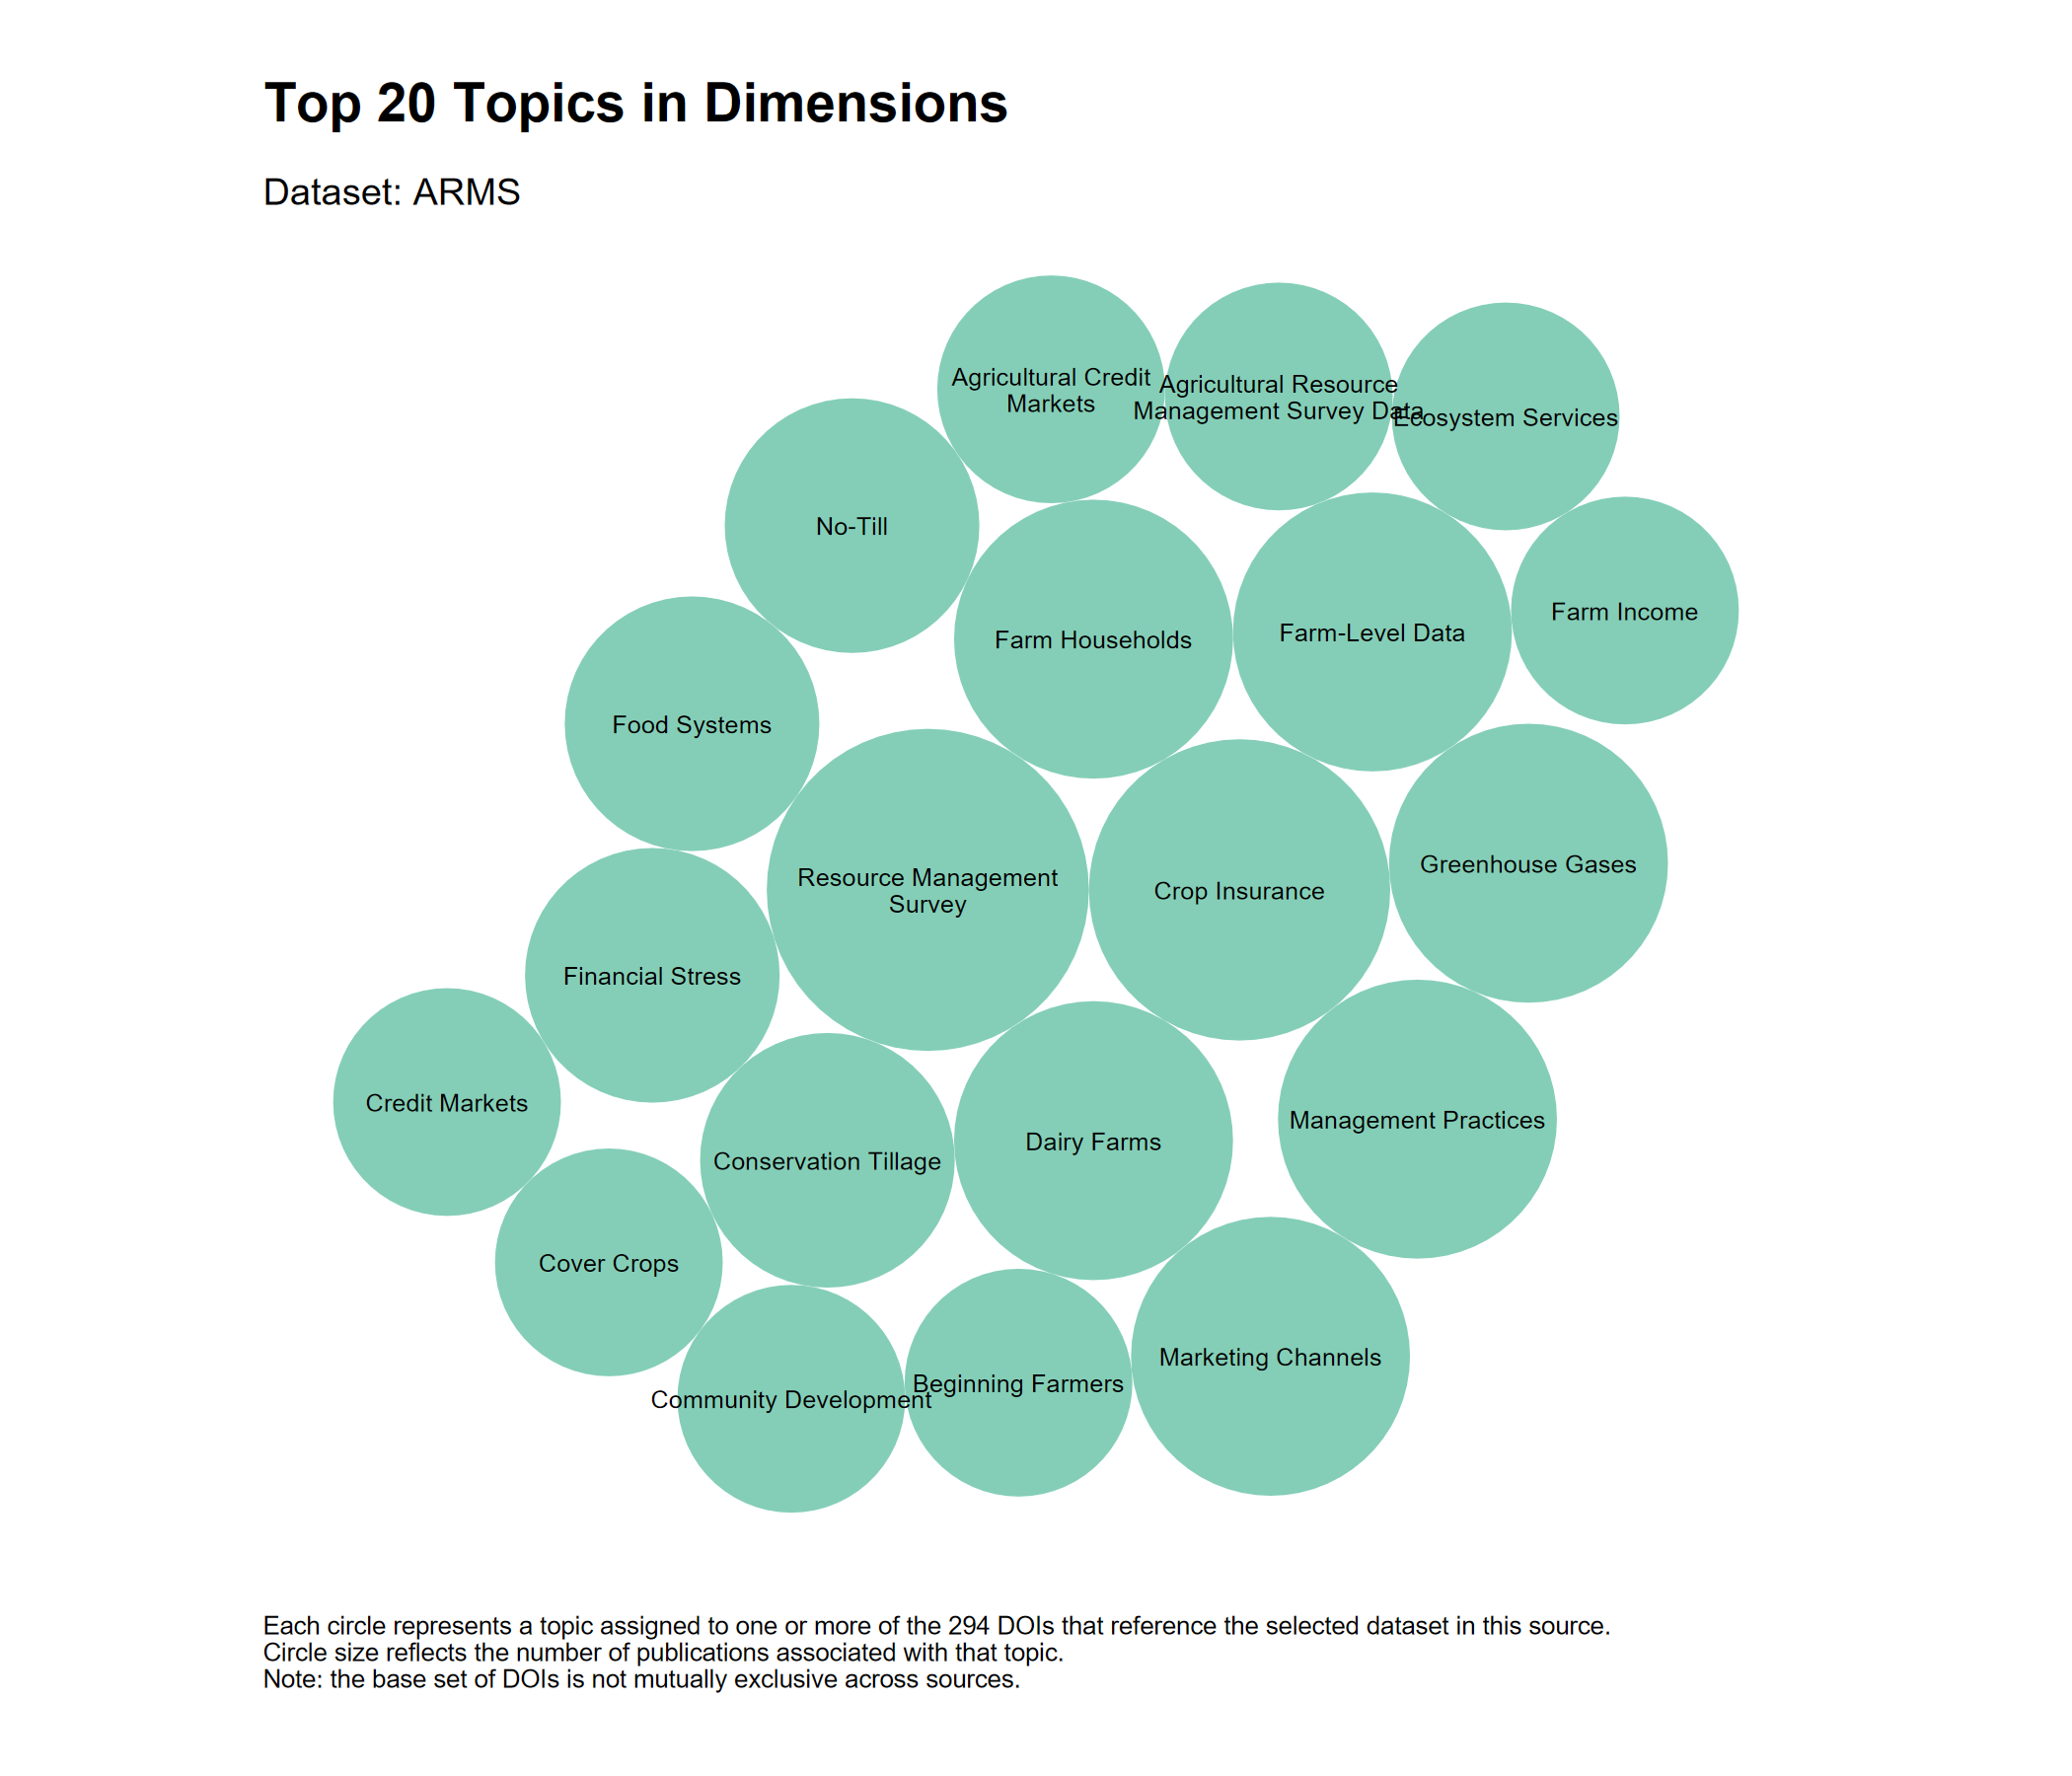 Top 20 Topics in Dimensions
Dataset: ARMS
Agricultural Credit
Markets
Agricultural Resource
Management Survey Data
Ecosystem Services
No-Till
Farm Households
Farm-Level Data
Farm Income
Food Systems
Resource Management
Survey
Crop Insurance
Greenhouse Gases
Financial Stress
Credit Markets
Conservation Tillage
Dairy Farms
Management Practices
Cover Crops
Community Development
Beginning Farmers
Marketing Channels
Each circle represents a topic assigned to one or more of the 294 DOIs that reference the selected dataset in this source.
Circle size reflects the number of publications associated with that topic.
Note: the base set of DOIs is not mutually exclusive across sources.